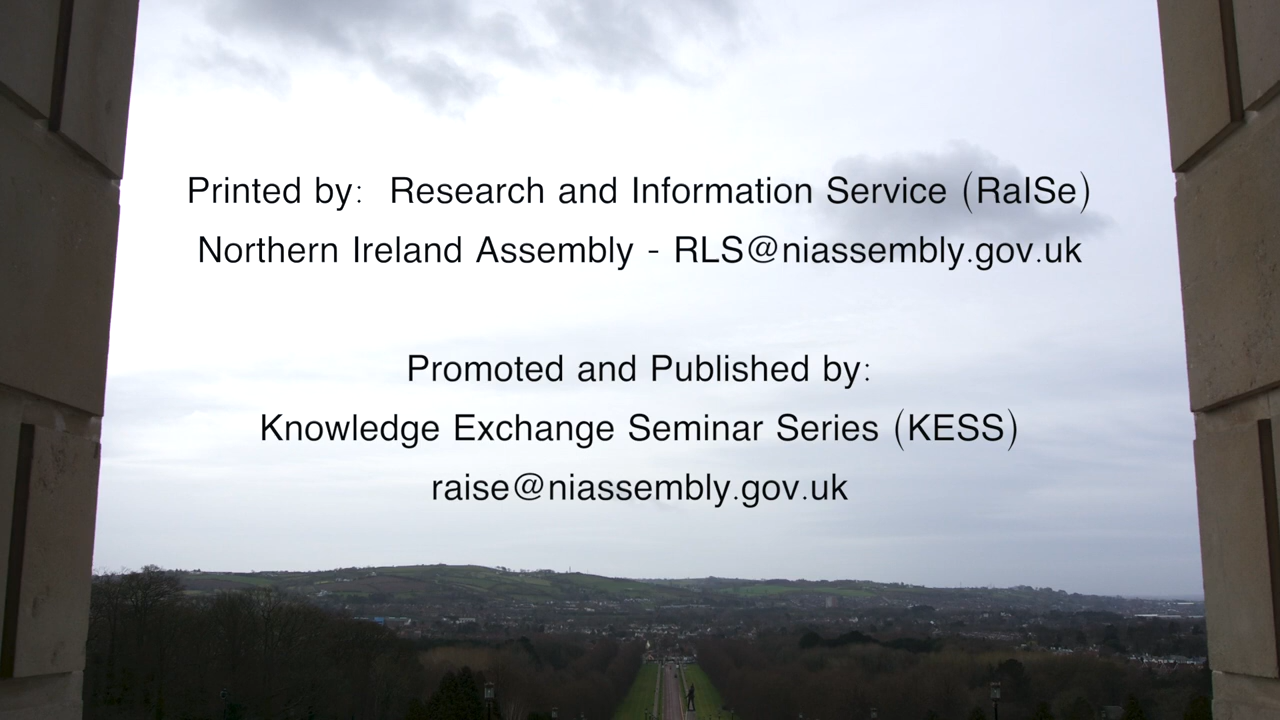 Printed by:  Research and Information Service (RaISe)
Northern Ireland Assembly - RLS@niassembly.gov.uk
Promoted and Published by:
Knowledge Exchange Seminar Series (KESS)
raise@niassembly.gov.uk